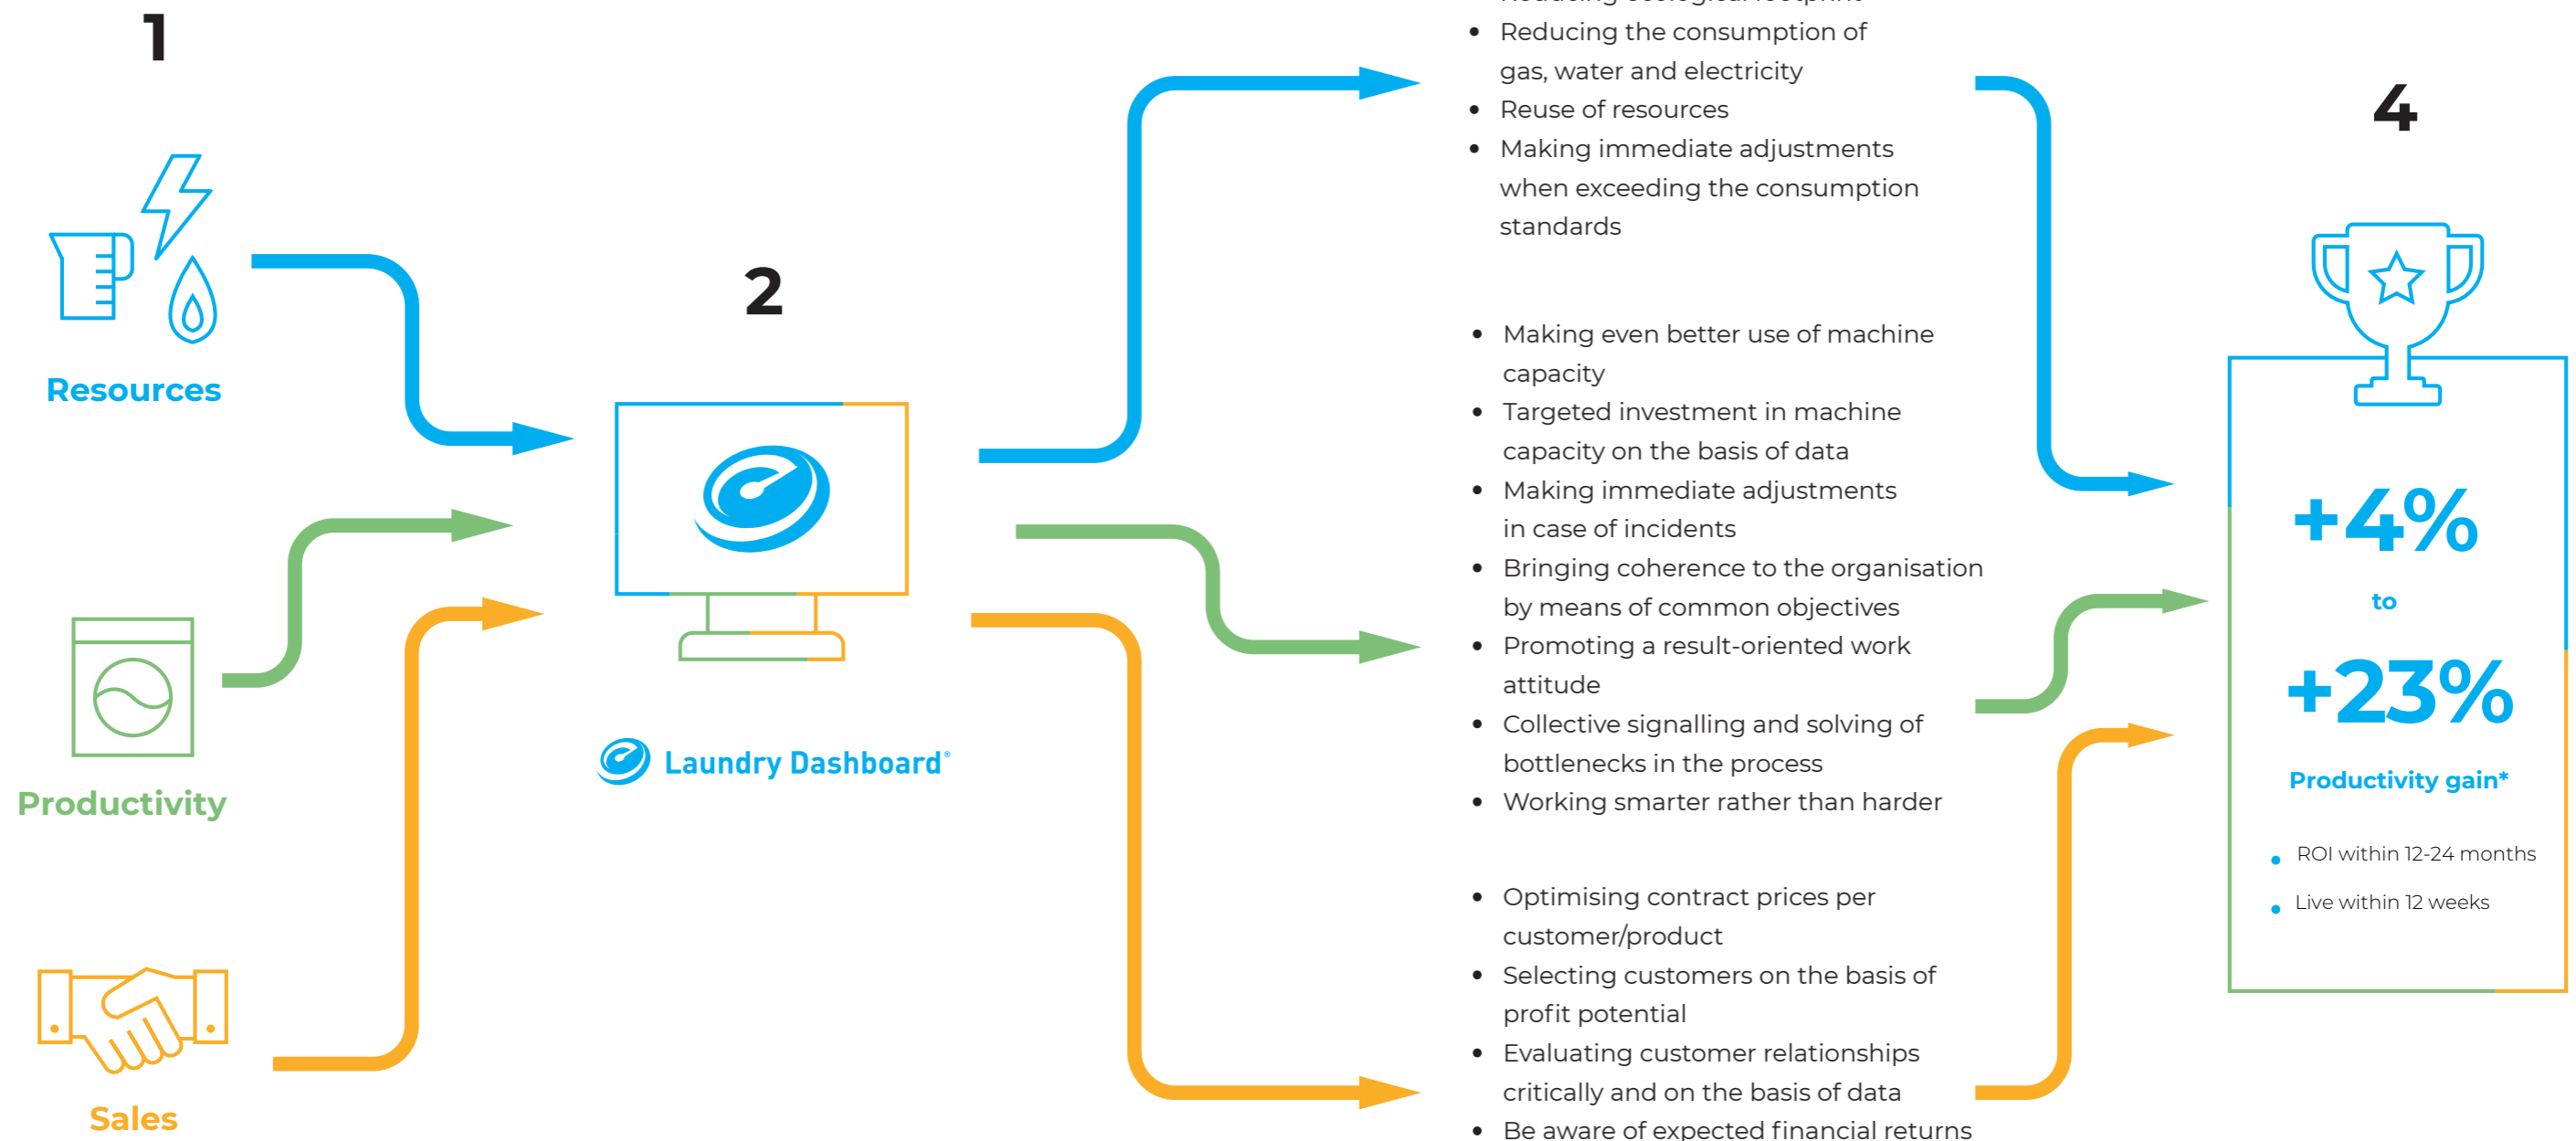 1
Resources
Productivity
Sales
2
Laundry Dashboard®
Reducing ecological footprint
• Reducing the consumption of
gas, water and electricity
• Reuse of resources
• Making immediate adjustments
when exceeding the consumption
standards
• Making even better use of machine
capacity
• Targeted investment in machine
capacity on the basis of data
• Making immediate adjustments
in case of incidents
• Bringing coherence to the organisation
by means of common objectives
• Promoting a result-oriented work
attitude
• Collective signalling and solving of
bottlenecks in the process
• Working smarter rather than harder
• Optimising contract prices per
customer/product
• Selecting customers on the basis of
profit potential
• Evaluating customer relationships
critically and on the basis of data
• Be aware of expected financial returns
4
+4%
to
+23%
Productivity gain*
• ROI within 12-24 months
• Live within 12 weeks